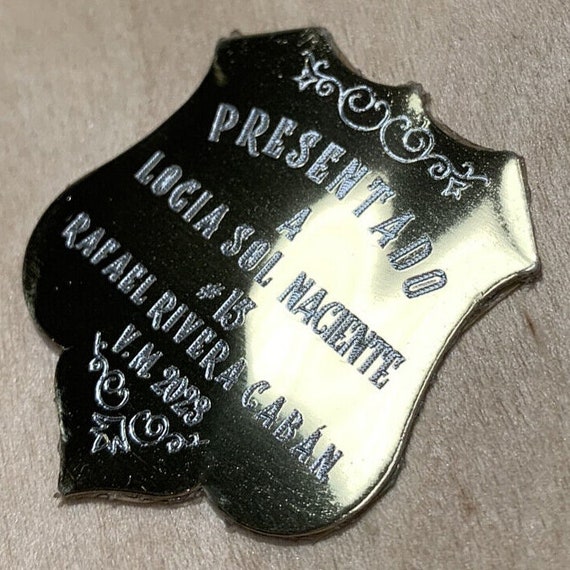 PRESENTADO
A
LOGIA SOL NACIENTE
#15
RAFAEL RIVERA CABÁN
V.M. 2023